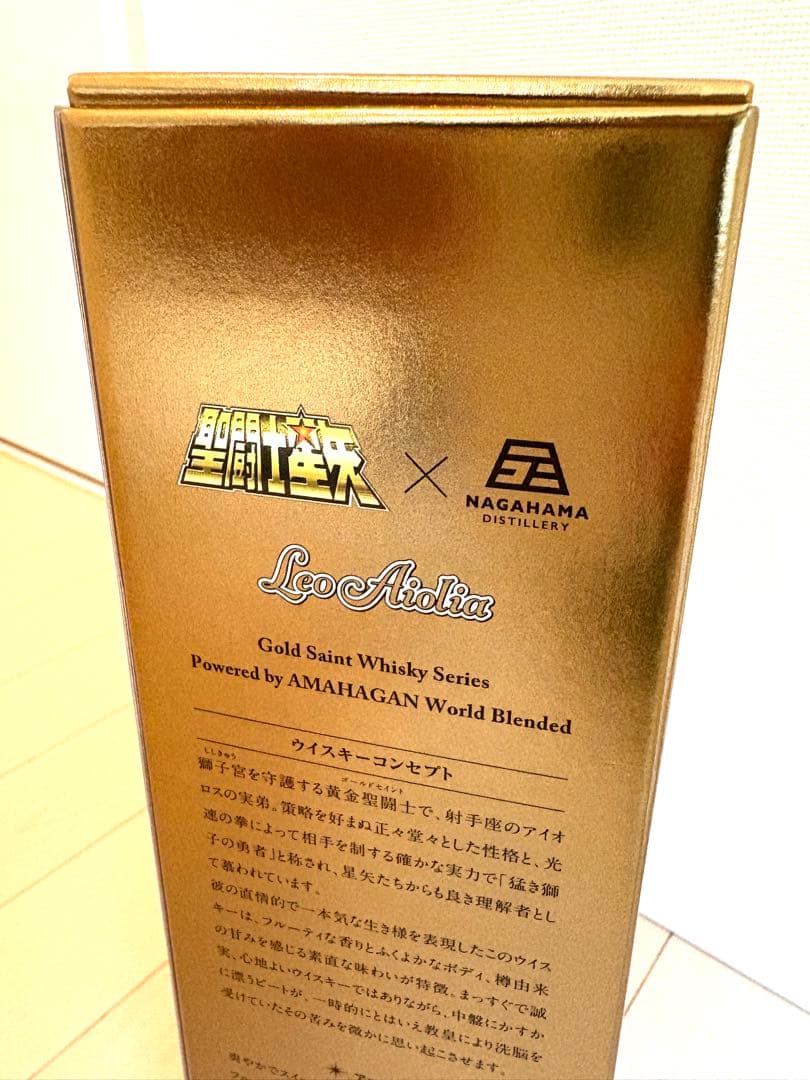 聖闘士星矢 × NAGAHAMA
DISTILLERY
Leo Aiolia
Gold Saint Whisky Series
Powered by AMAHAGAN World Blended
ウイスキーコンセプト
ししきゅう ゴールドセイント
獅子宮を守護する黄金聖闘士で、射手座のアイオ
ロスの実弟。策略を好まぬ正々堂々とした性格と、光
速の拳によって相手を制する確かな実力で「猛き獅
子の勇者」と称され、星矢たちからも良き理解者とし
て慕われています。
彼の直情的で一本気な生き様を表現したこのウイス
キーは、フルーティな香りとふくよかなボディ、樽由来
の甘みを感じる素直な味わいが特徴。まっすぐで誠
実、心地よいウイスキーではありながら、中盤にかすか
に漂うピートが、一時的にとはいえ教皇により洗脳を
受けていたその苦みを微かに思い起こさせます。